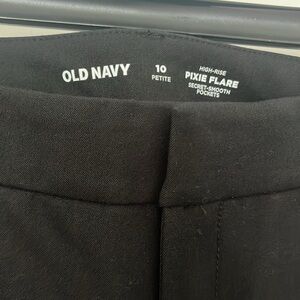 OLD NAVY
10
PETITE
HIGH-RISE
PIXIE FLARE
SECRET-SMOOTH
POCKETS